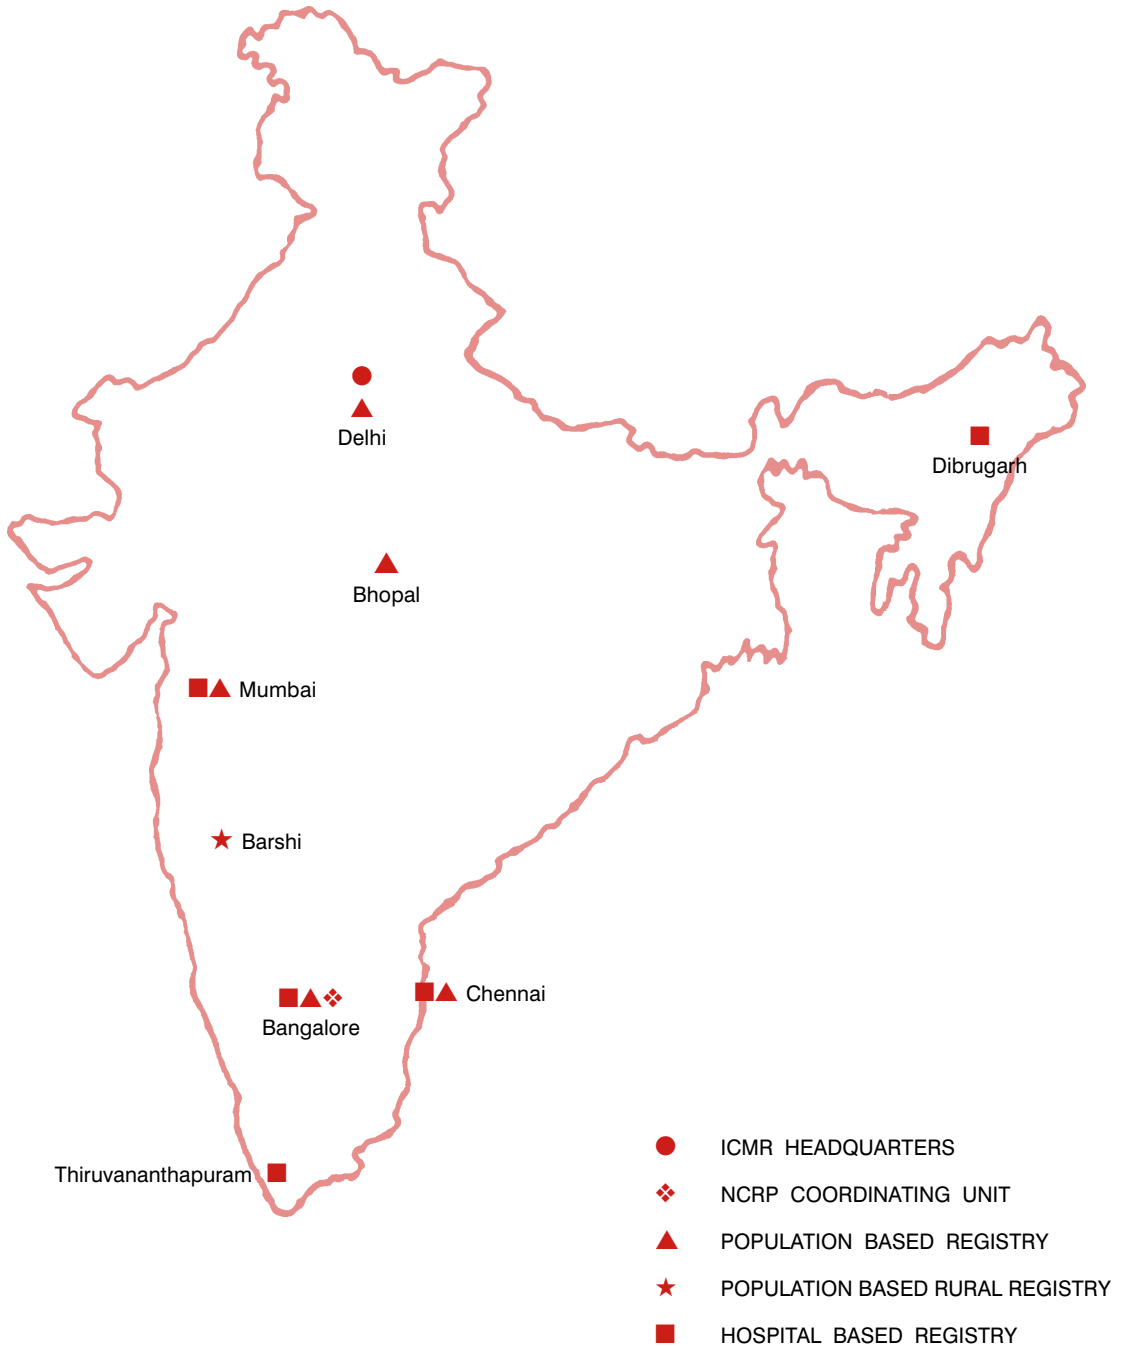 Delhi
Dibrugarh
Bhopal
Mumbai
Barshi
Bangalore
Chennai
Thiruvananthapuram
ICMR HEADQUARTERS
NCRP COORDINATING UNIT
POPULATION BASED REGISTRY
POPULATION BASED RURAL REGISTRY
HOSPITAL BASED REGISTRY